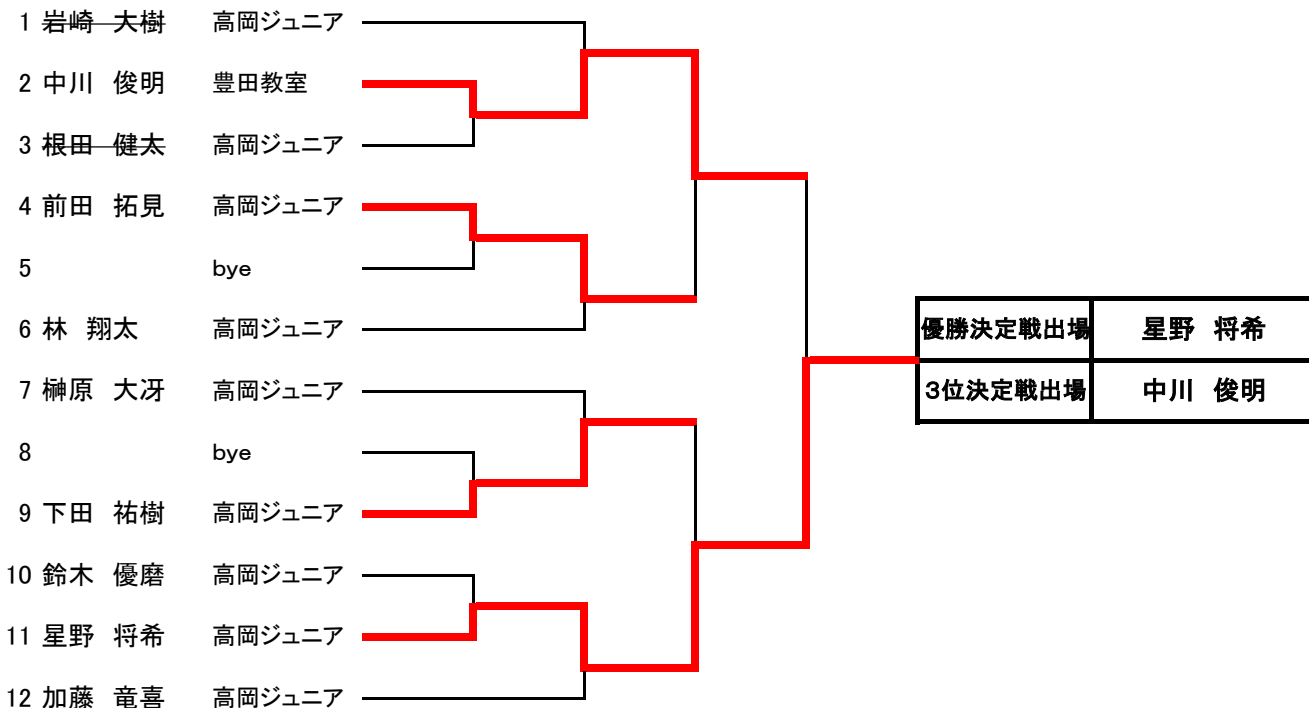 1 岩崎 大樹 高岡ジュニア
2 中川 俊明 豊田教室
3 根田 健太 高岡ジュニア
4 前田 拓見 高岡ジュニア
5 bye
6 林 翔太 高岡ジュニア
7 榊原 大冴 高岡ジュニア
8 bye
9 下田 祐樹 高岡ジュニア
10 鈴木 優磨 高岡ジュニア
11 星野 将希 高岡ジュニア
12 加藤 竜喜 高岡ジュニア
優勝決定戦出場 星野 将希
3位決定戦出場 中川 俊明